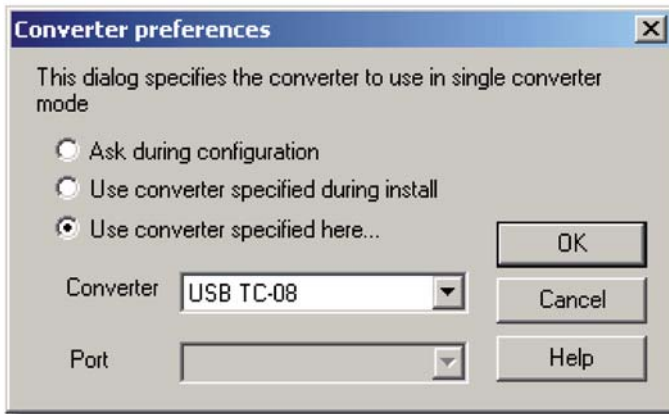 Converter preferences
This dialog specifies the converter to use in single converter
mode
Ask during configuration
Use converter specified during install
Use converter specified here...
OK
Converter USB TC-08
Cancel
Port
Help